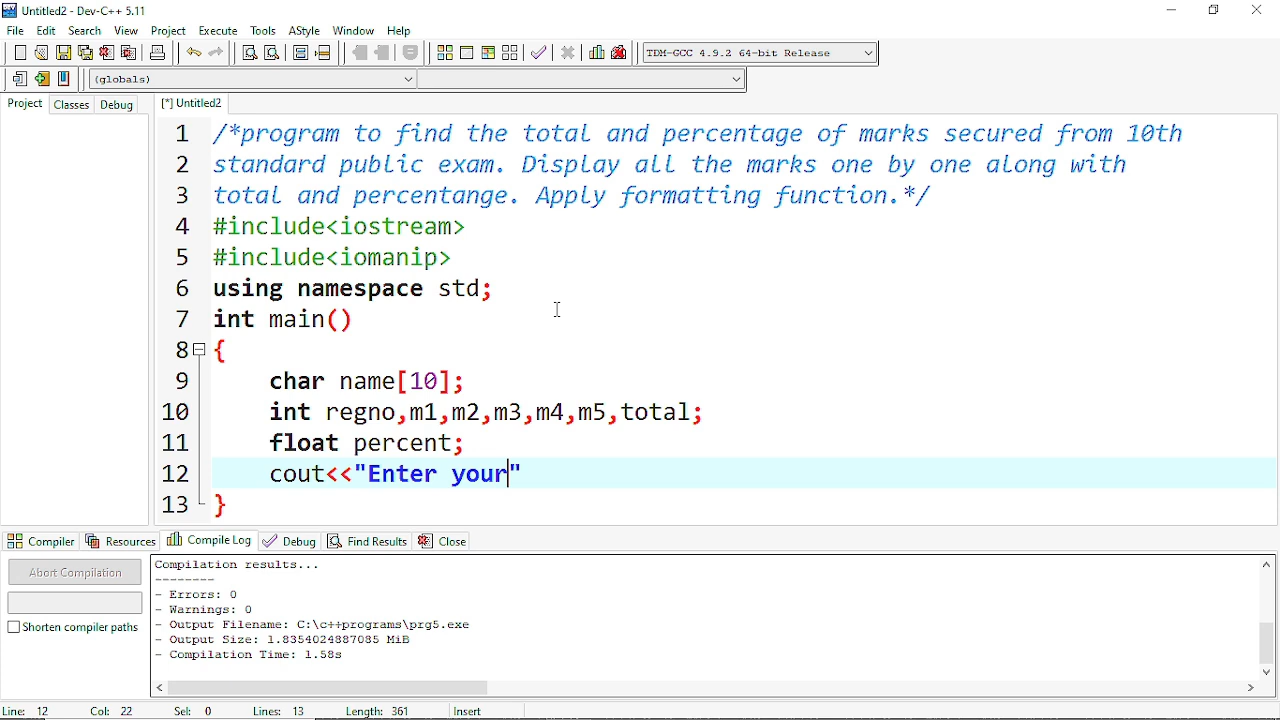 Untitled2 - Dev-C++ 5.11
File Edit Search View Project Execute Tools AStyle Window Help
TDM-GCC 4.9.2 64-bit Release
(globals)
Project Classes Debug [*] Untitled2
1 /*program to find the total and percentage of marks secured from 10th
2 standard public exam. Display all the marks one by one along with
3 total and percentange. Apply formatting function.*/
4 #include<iostream>
5 #include<iomanip>
6 using namespace std;
7 int main()
8 {
9 char name[10];
10 int regno,m1,m2,m3,m4,m5,total;
11 float percent;
12 cout<<"Enter your"
13 }
Compiler Resources Compile Log Debug Find Results Close
Abort Compilation
Shorten compiler paths
Compilation results...
--------
- Errors: 0
- Warnings: 0
- Output Filename: C:\c++programs\prg5.exe
- Output Size: 1.8354024887085 MiB
- Compilation Time: 1.58s
Line: 12 Col: 22 Sel: 0 Lines: 13 Length: 361 Insert